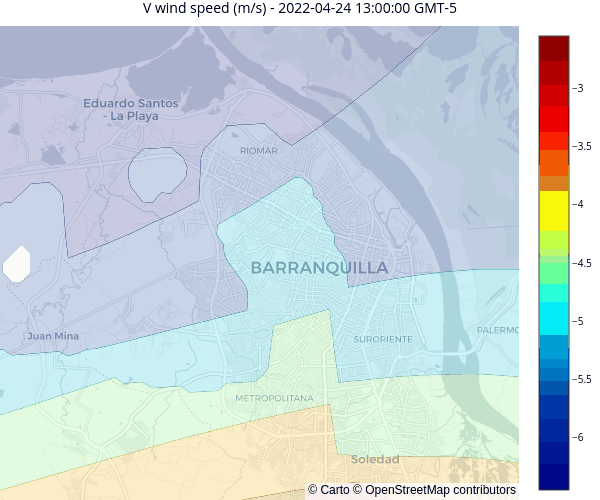 V wind speed (m/s) - 2022-04-24 13:00:00 GMT-5
Eduardo Santos
- La Playa
RIOMAR
BARRANQUILLA
Juan Mina
SURORIENTE
PALERMO
METROPOLITANA
Soledad
−3
−3.5
−4
−4.5
−5
−5.5
−6
© Carto © OpenStreetMap contributors